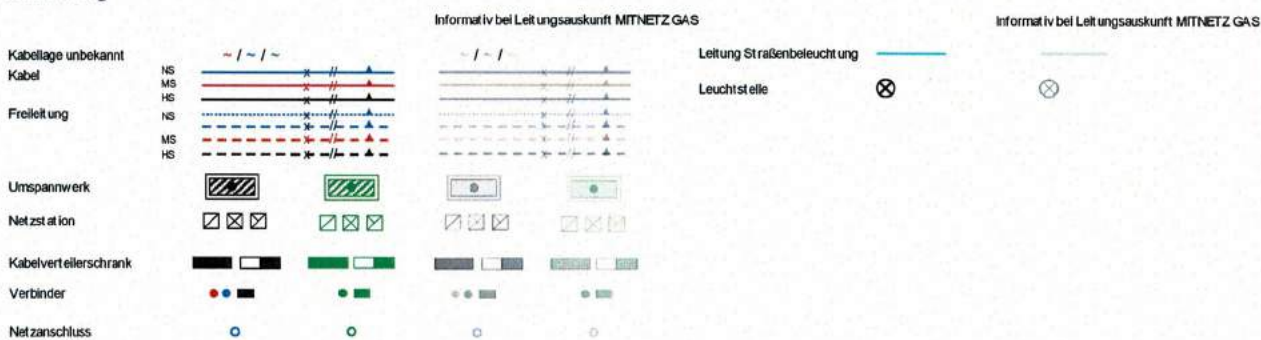 Informativ bei Leitungsauskunft MITNETZ GAS
Informativ bei Leitungsauskunft MITNETZ GAS
Kabellage unbekannt ~ / ~ / ~ ~ / ~ / ~
Leitung Straßenbeleuchtung
Kabel NS
MS
HS
Leuchtstelle
Freileitung NS
MS
HS
Umspannwerk
Netzstation
Kabelverteilerschrank
Verbinder
Netzanschluss